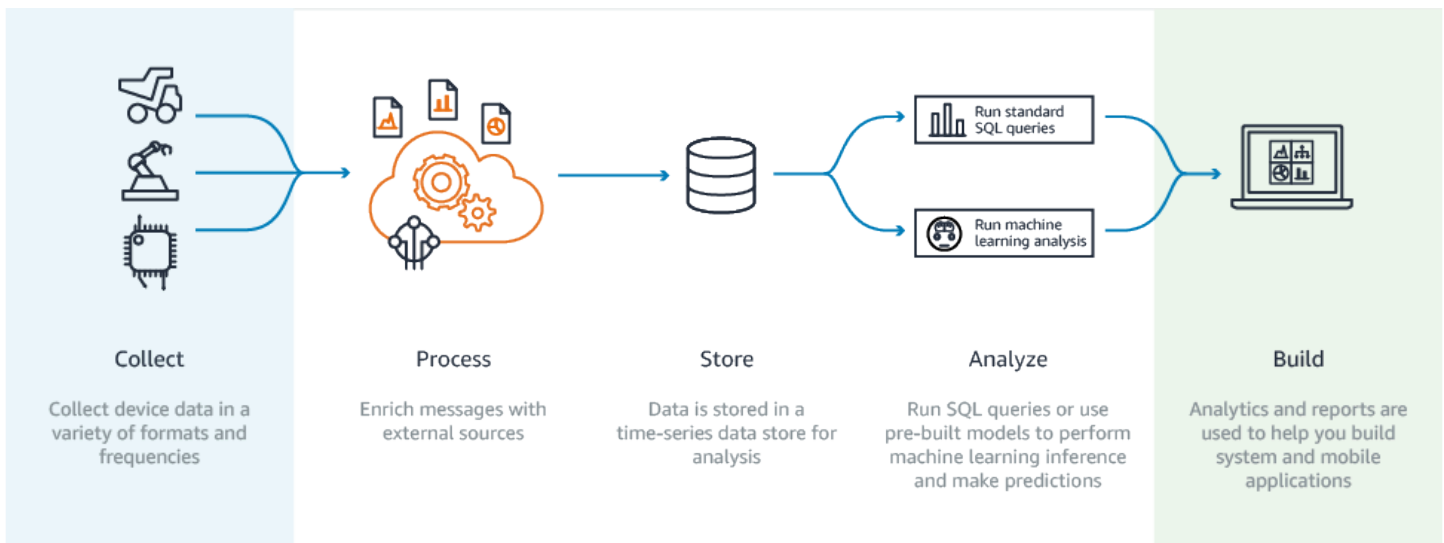 Run standard
SQL queries
Run machine
learning analysis
Collect
Collect device data in a
variety of formats and
frequencies
Process
Enrich messages with
external sources
Store
Data is stored in a
time-series data store for
analysis
Analyze
Run SQL queries or use
pre-built models to perform
machine learning inference
and make predictions
Build
Analytics and reports are
used to help you build
system and mobile
applications